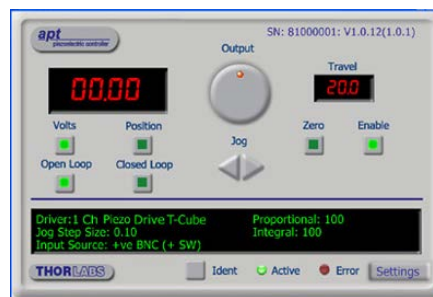 apt
piezoelectric controller
SN: 81000001: V1.0.12(1.0.1)
Output
Travel
00.00
20.0
Volts
Position
Zero
Enable
Jog
Open Loop
Closed Loop
Driver:1 Ch Piezo Drive T-Cube
Proportional: 100
Jog Step Size: 0.10
Integral: 100
Input Source: +ve BNC (+ SW)
THORLABS
Ident
Active
Error
Settings